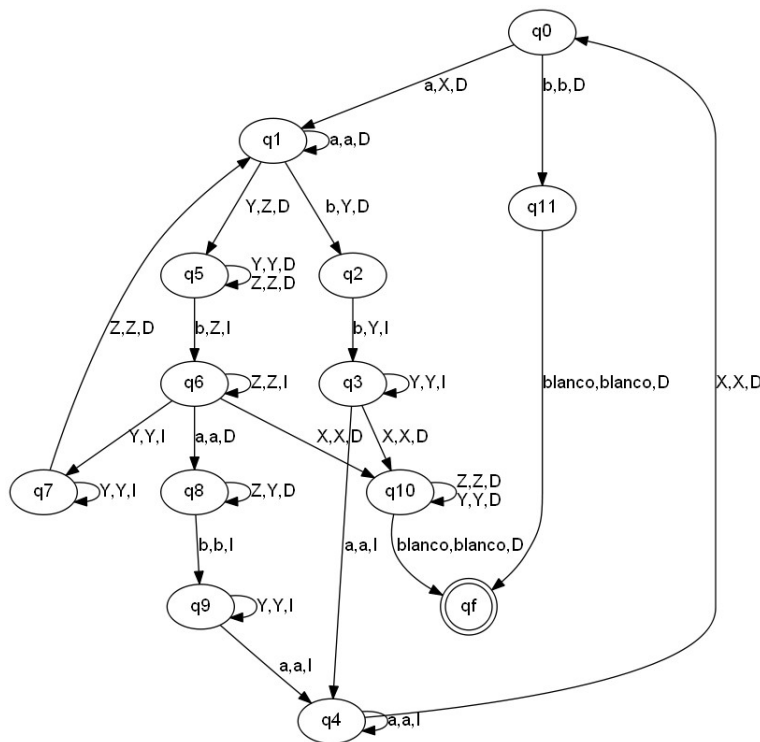 q0
a,X,D
b,b,D
q1
a,a,D
q11
Y,Z,D
b,Y,D
q5
Y,Y,D
Z,Z,D
q2
Z,Z,D
b,Z,I
b,Y,I
q6
Z,Z,I
q3
Y,Y,I
blanco,blanco,D
X,X,D
Y,Y,I
a,a,D
X,X,D
X,X,D
q7
Y,Y,I
q8
Z,Y,D
q10
Z,Z,D
Y,Y,D
b,b,I
a,a,I
blanco,blanco,D
q9
Y,Y,I
qf
a,a,I
q4
a,a,I